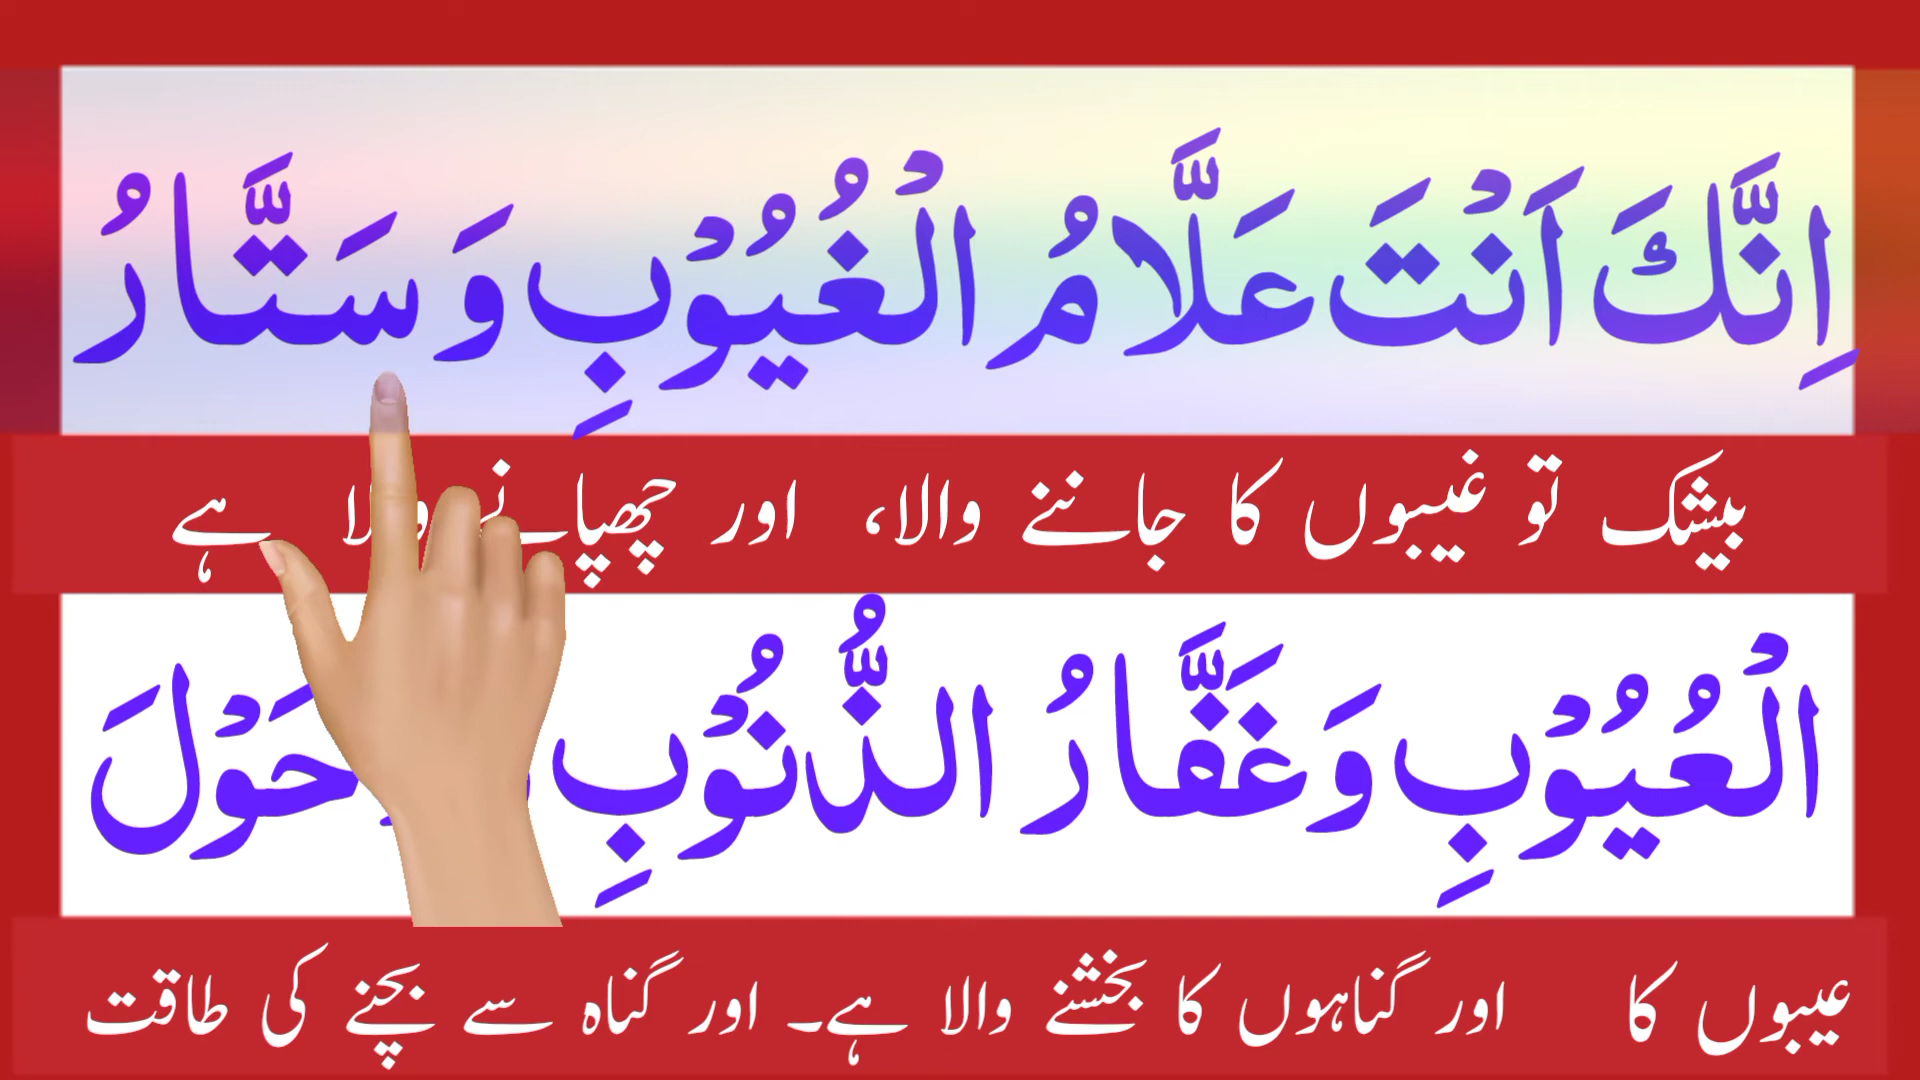 اِنَّكَ اَنْتَ عَلَّامُ الْغُيُوْبِ وَ سَتَّارُ
بیشک تو غیبوں کا جاننے والا، اور چھپانے والا ہے
الْعُيُوْبِ وَ غَفَّارُ الذُّنُوْبِ حَوْلَ
عیبوں کا اور گناہوں کا بخشنے والا ہے۔ اور گناہ سے بچنے کی طاقت